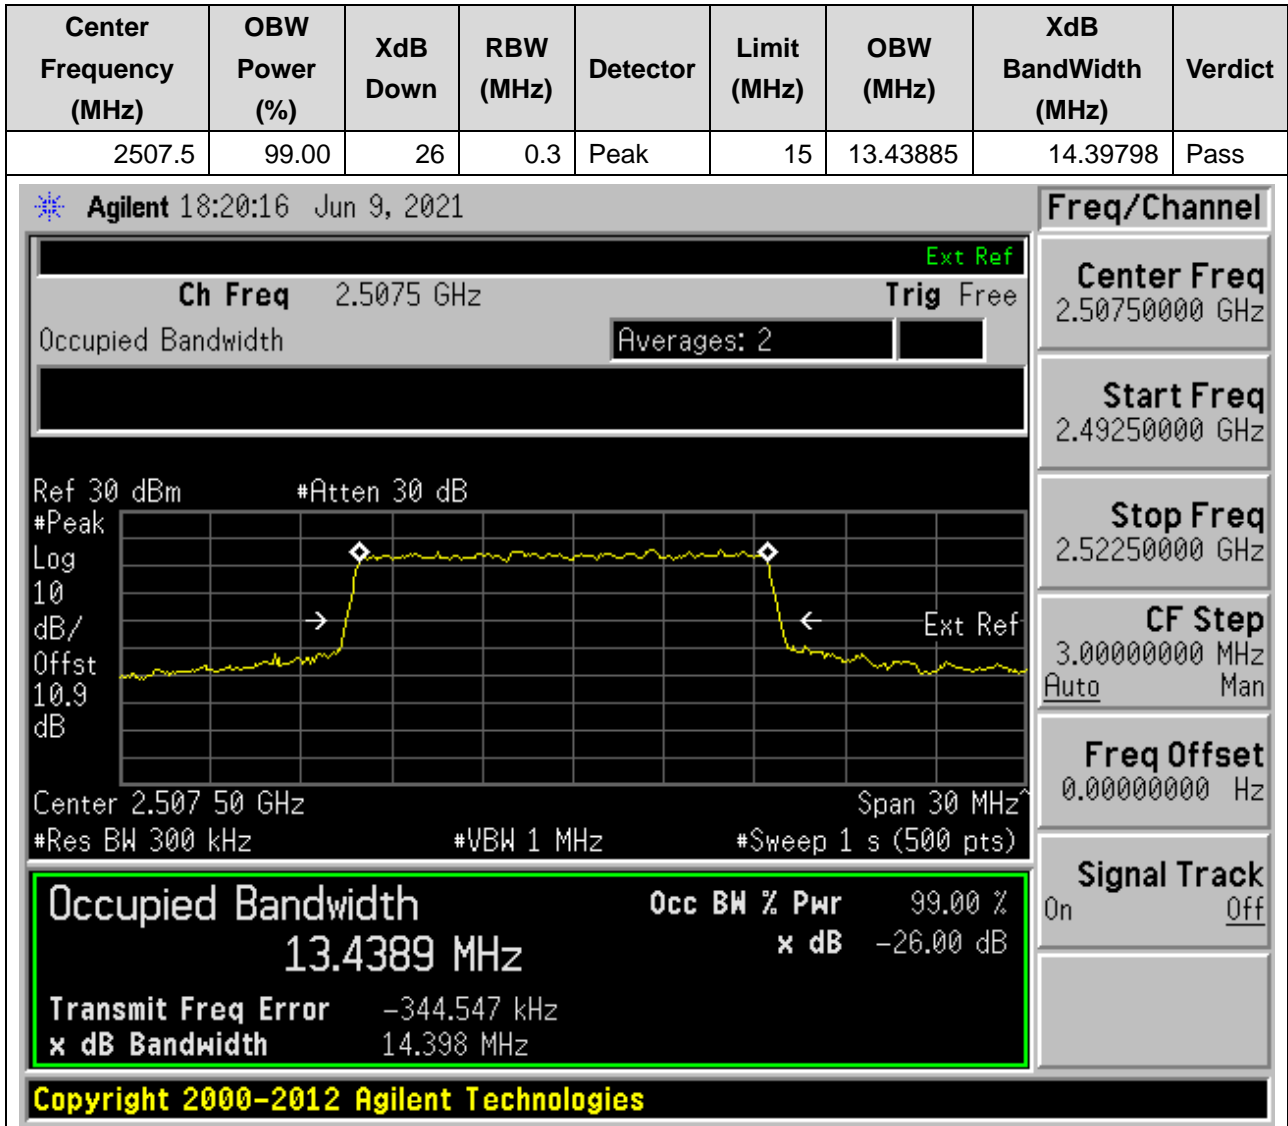 Center Frequency (MHz) OBW Power (%) XdB Down RBW (MHz) Detector Limit (MHz) OBW (MHz) XdB BandWidth (MHz) Verdict
2507.5 99.00 26 0.3 Peak 15 13.43885 14.39798 Pass
Agilent 18:20:16 Jun 9, 2021
Ext Ref
Ch Freq 2.5075 GHz Trig Free
Occupied Bandwidth Averages: 2
Ref 30 dBm #Atten 30 dB
#Peak
Log
10
dB/
Offst
10.9
dB
Ext Ref
Center 2.507 50 GHz Span 30 MHz^
#Res BW 300 kHz #VBW 1 MHz #Sweep 1 s (500 pts)
Occupied Bandwidth Occ BW % Pwr 99.00 %
13.4389 MHz x dB -26.00 dB
Transmit Freq Error -344.547 kHz
x dB Bandwidth 14.398 MHz
Copyright 2000-2012 Agilent Technologies
Freq/Channel
Center Freq
2.50750000 GHz
Start Freq
2.49250000 GHz
Stop Freq
2.52250000 GHz
CF Step
3.00000000 MHz
Auto Man
Freq Offset
0.00000000 Hz
Signal Track
On Off